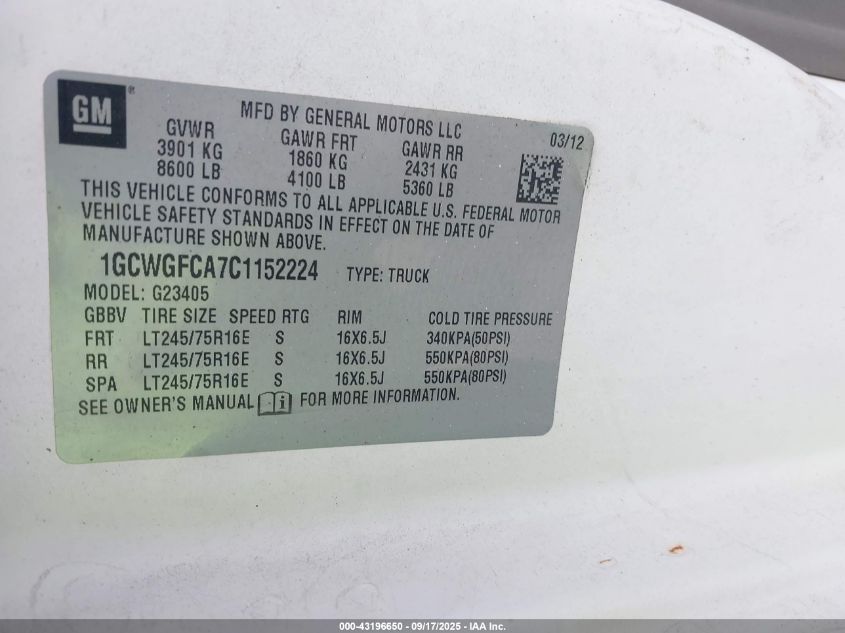 GM®
MFD BY GENERAL MOTORS LLC
03/12
GVWR GAWR FRT GAWR RR
3901 KG 1860 KG 2431 KG
8600 LB 4100 LB 5360 LB
THIS VEHICLE CONFORMS TO ALL APPLICABLE U.S. FEDERAL MOTOR
VEHICLE SAFETY STANDARDS IN EFFECT ON THE DATE OF
MANUFACTURE SHOWN ABOVE.
1GCWGFCA7C1152224 TYPE: TRUCK
MODEL: G23405
GBBV TIRE SIZE SPEED RTG RIM COLD TIRE PRESSURE
FRT LT245/75R16E S 16X6.5J 340KPA(50PSI)
RR LT245/75R16E S 16X6.5J 550KPA(80PSI)
SPA LT245/75R16E S 16X6.5J 550KPA(80PSI)
SEE OWNER'S MANUAL i FOR MORE INFORMATION.
000-43196650 - 09/17/2025 - IAA Inc.